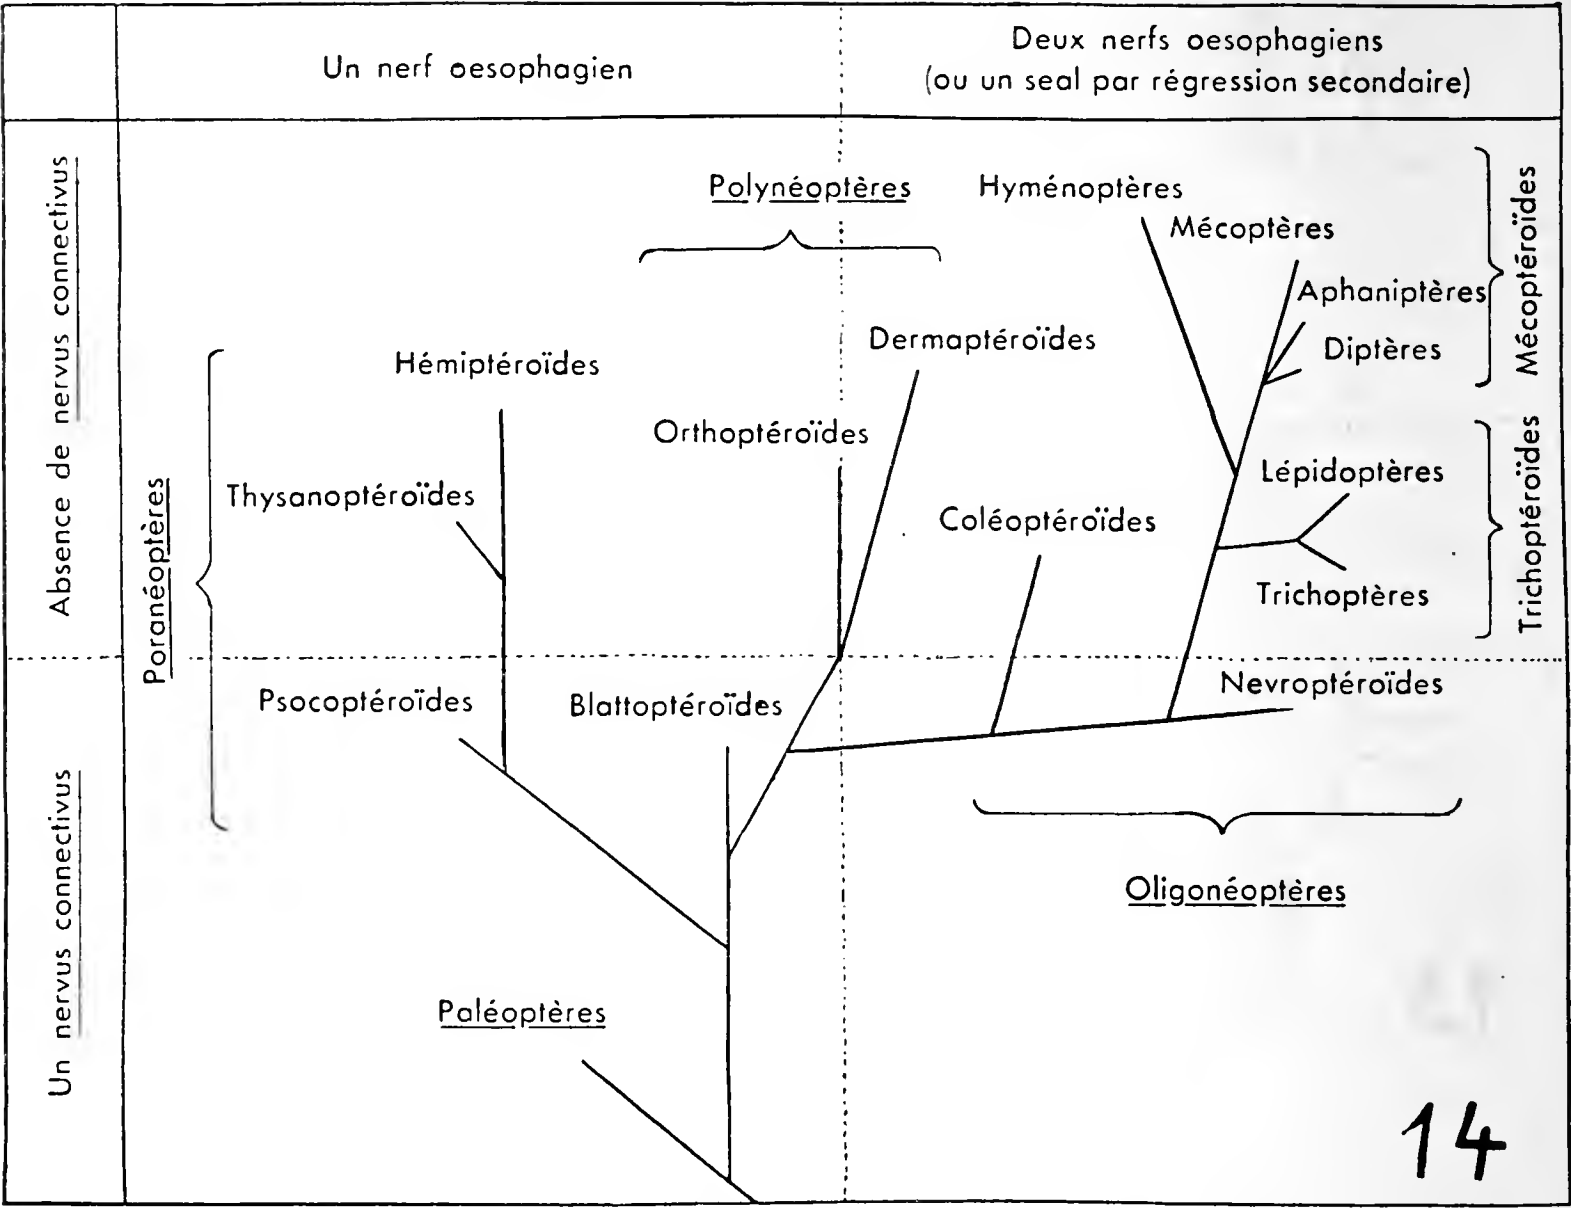 Un nerf oesophagien
Deux nerfs oesophagiens
(ou un seal par régression secondaire)
Absence de nervus connectivus
Un nervus connectivus
Poranéoptères
Polynéoptères
Hyménoptères
Mécoptères
Aphaniptères
Diptères
Mécoptéroïdes
Dermaptéroïdes
Hémiptéroïdes
Orthoptéroïdes
Thysanoptéroïdes
Coléoptéroïdes
Lépidoptères
Trichoptères
Trichoptéroïdes
Psocoptéroïdes
Blattoptéroïdes
Nevroptéroïdes
Oligonéoptères
Paléoptères
14